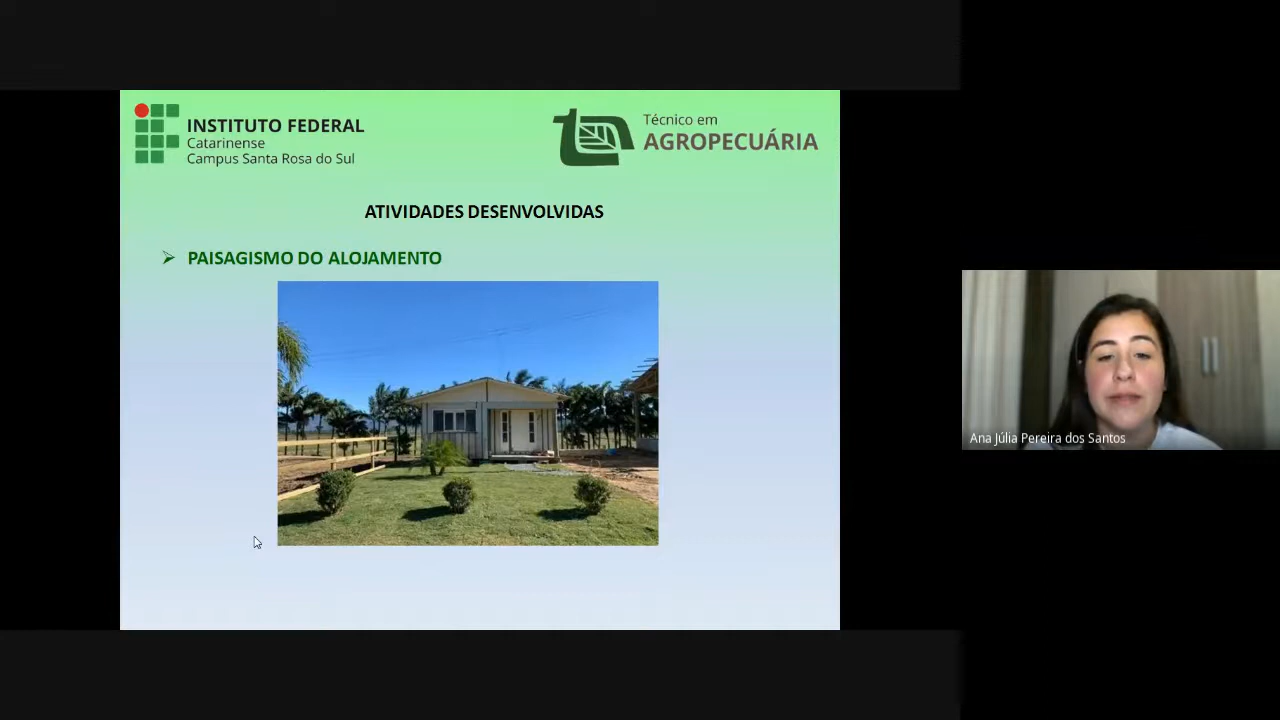 INSTITUTO FEDERAL
Catarinense
Campus Santa Rosa do Sul
Técnico em
AGROPECUÁRIA
ATIVIDADES DESENVOLVIDAS
PAISAGISMO DO ALOJAMENTO
Ana Júlia Pereira dos Santos